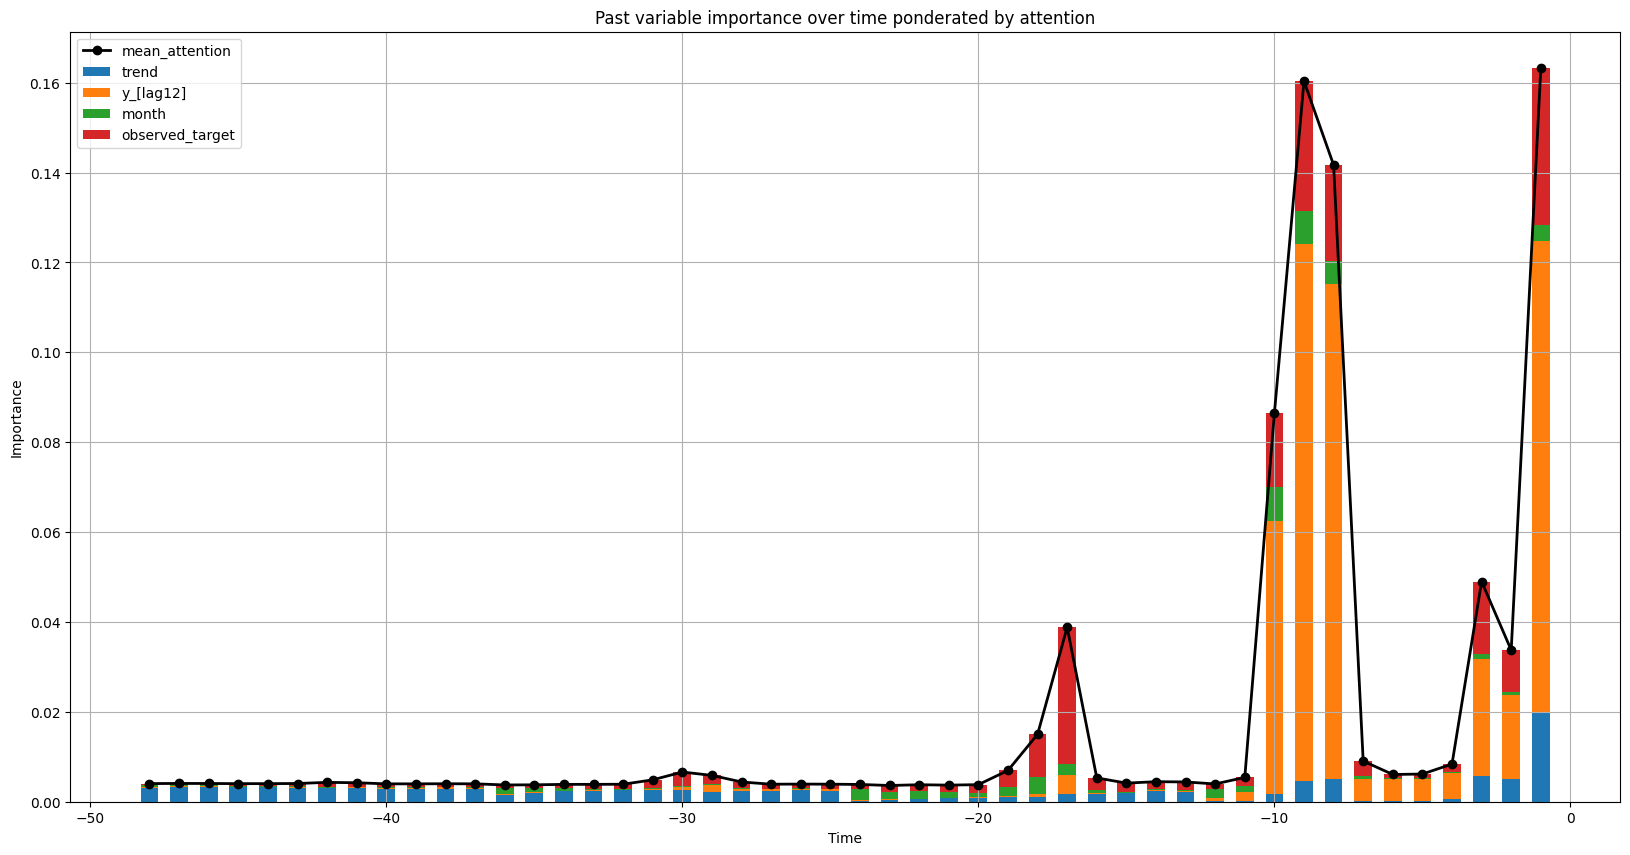 Past variable importance over time ponderated by attention
mean_attention
trend
y_[lag12]
month
observed_target
Importance
0.16
0.14
0.12
0.10
0.08
0.06
0.04
0.02
0.00
−50
−40
−30
−20
−10
0
Time